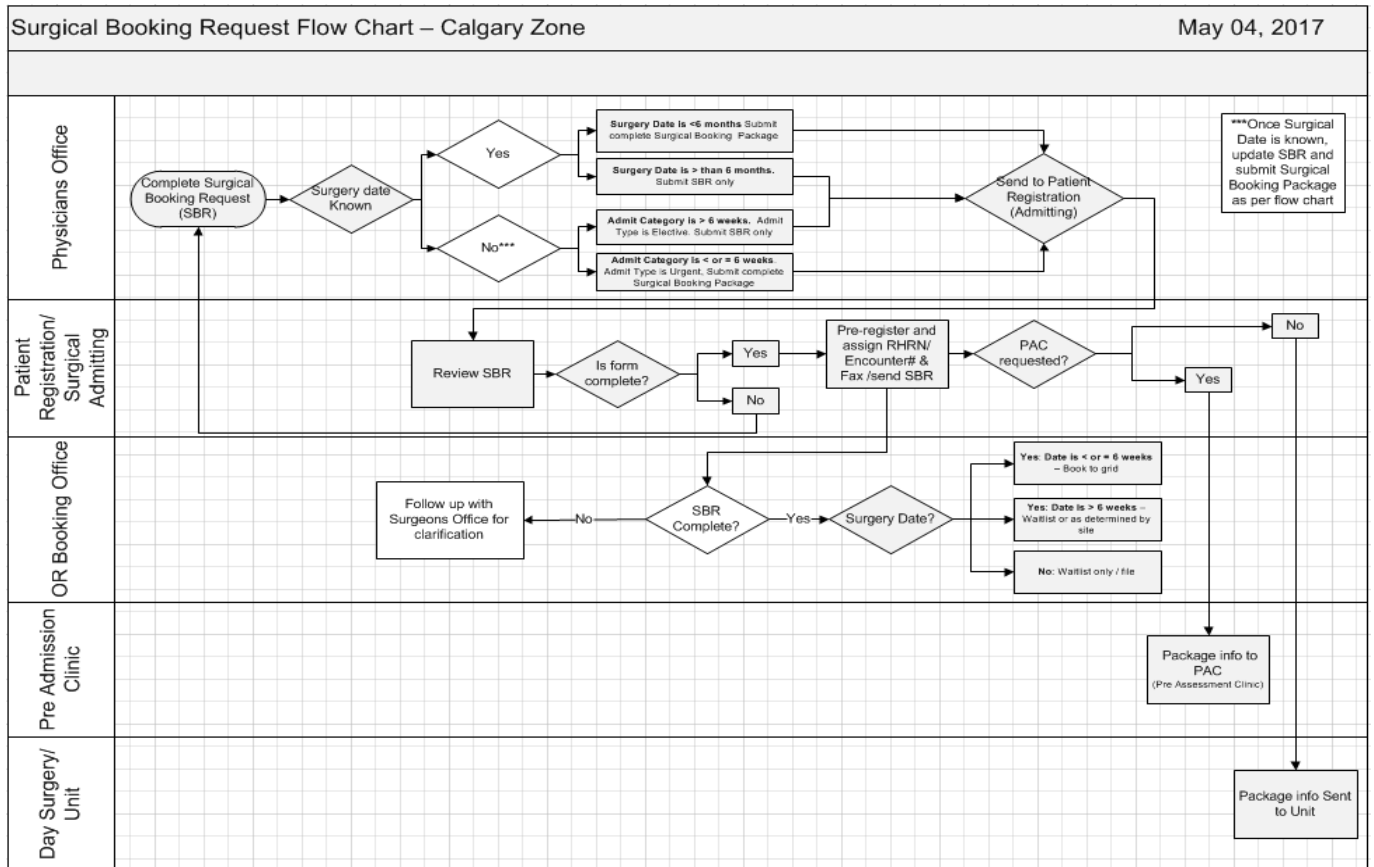 Surgical Booking Request Flow Chart – Calgary Zone
May 04, 2017
Physicians Office
Complete Surgical
Booking Request
(SBR)
Surgery date
Known
Yes
No***
Surgery Date is <6 months Submit
complete Surgical Booking Package
Surgery Date is > than 6 months.
Submit SBR only
Admit Category is > 6 weeks. Admit
Type is Elective. Submit SBR only
Admit Category is < or = 6 weeks.
Admit Type is Urgent, Submit complete
Surgical Booking Package
Send to Patient
Registration
(Admitting)
***Once Surgical
Date is known,
update SBR and
submit Surgical
Booking Package
as per flow chart
Patient
Registration/
Surgical
Admitting
Review SBR
Is form
complete?
Yes
No
Pre-register and
assign RHRN/
Encounter# &
Fax /send SBR
PAC
requested?
No
Yes
OR Booking Office
Follow up with
Surgeons Office for
clarification
No
SBR
Complete?
Yes
Surgery Date?
Yes: Date is < or = 6 weeks
– Book to grid
Yes: Date is > 6 weeks –
Waitlist or as determined by
site
No: Waitlist only / file
Pre Admission
Clinic
Package info to
PAC
(Pre Assessment Clinic)
Day Surgery/
Unit
Package info Sent
to Unit